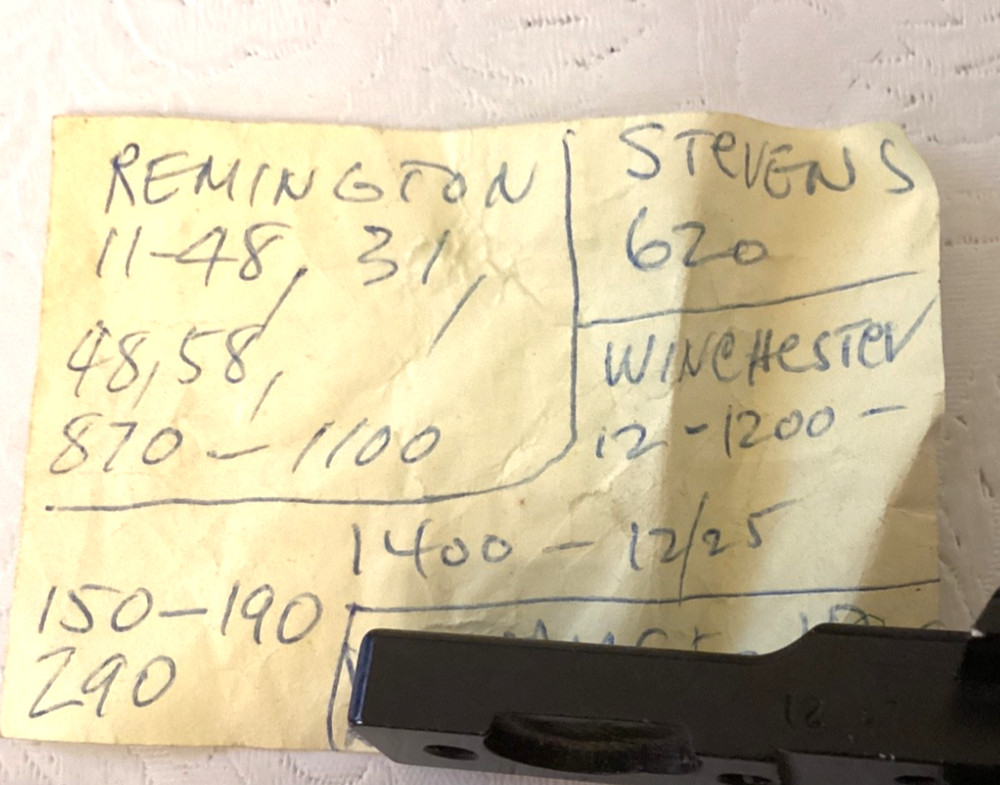 REMINGTON
11-48, 31,
48, 58,
870 - 1100
STEVENS
620
WINCHESTER
12-1200-
1400 - 12/25
150-190
290
12